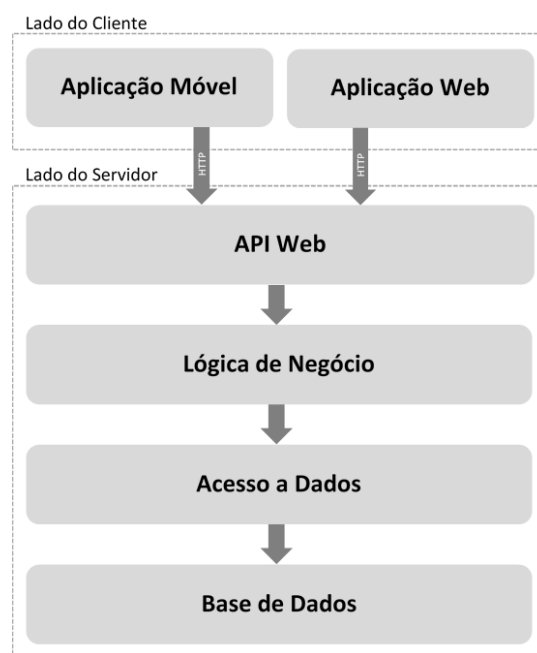 Lado do Cliente
Aplicação Móvel
Aplicação Web
HTTP
HTTP
Lado do Servidor
API Web
Lógica de Negócio
Acesso a Dados
Base de Dados